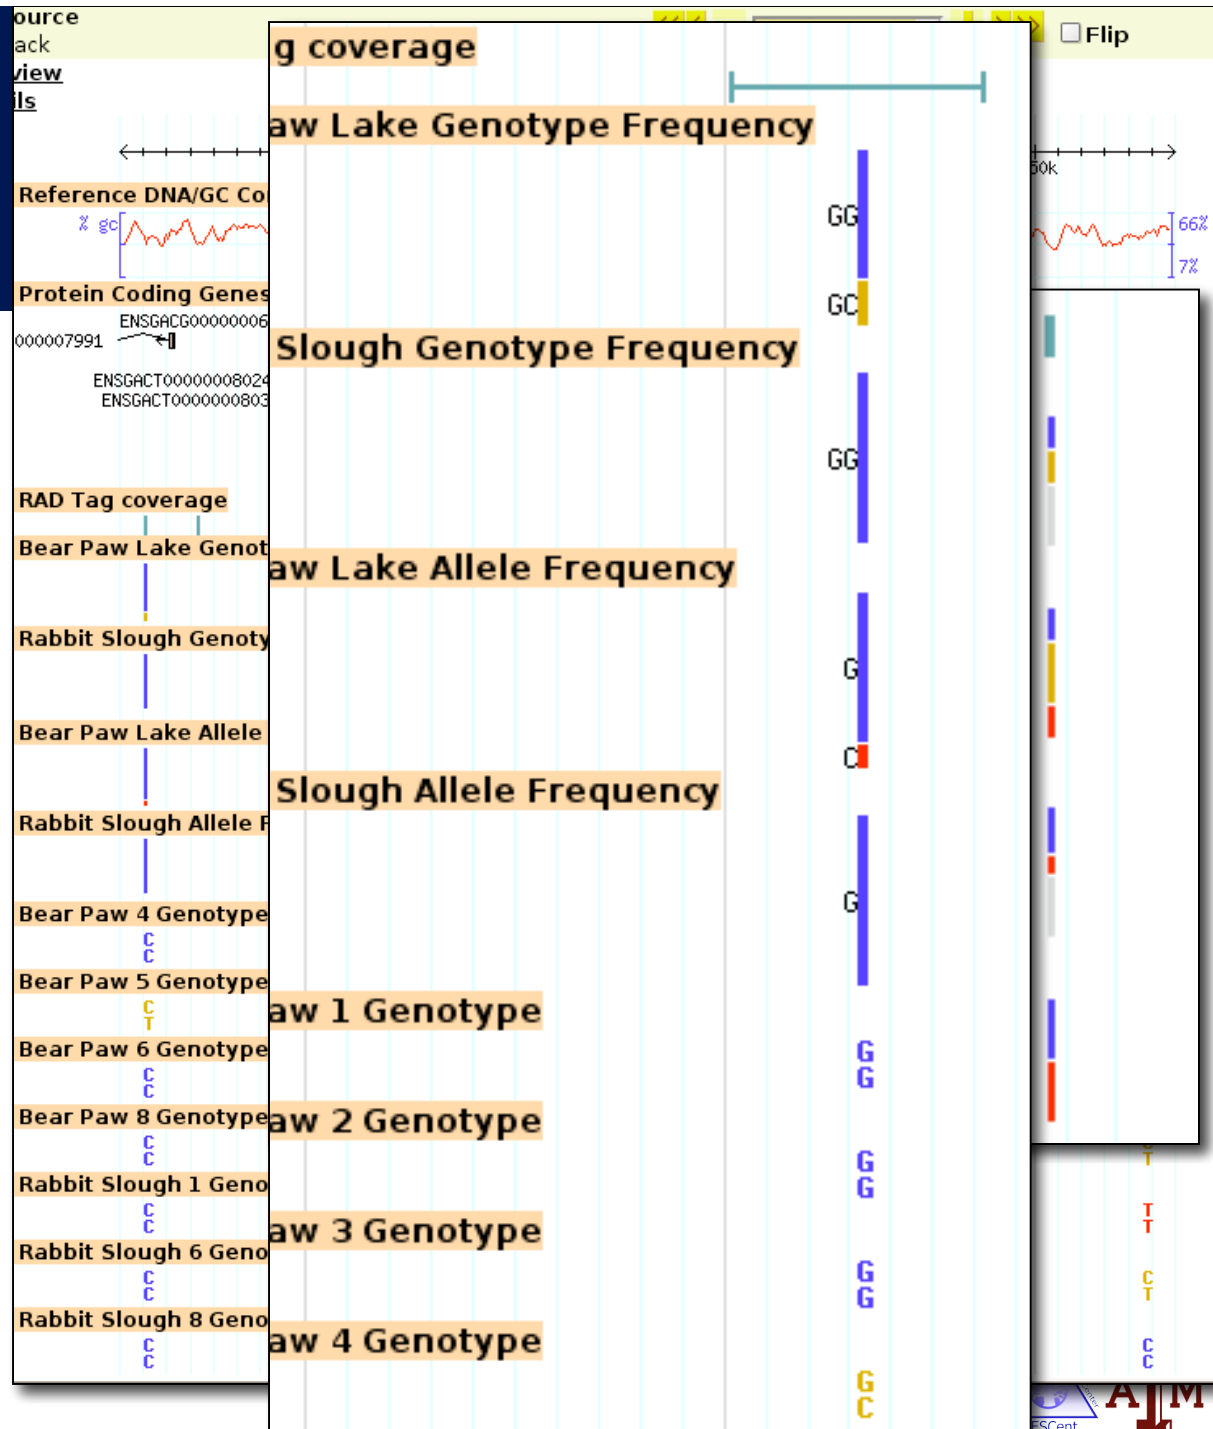 ource
ack
view
ils
Flip
50k
Reference DNA/GC Co
% gc
66%
7%
Protein Coding Genes
ENSGACG00000006
000007991
ENSGACT00000008024
ENSGACT0000000803
RAD Tag coverage
Bear Paw Lake Genot
Rabbit Slough Genoty
Bear Paw Lake Allele
Rabbit Slough Allele F
Bear Paw 4 Genotype
C
C
Bear Paw 5 Genotype
C
T
Bear Paw 6 Genotype
C
C
Bear Paw 8 Genotype
C
C
Rabbit Slough 1 Geno
C
C
Rabbit Slough 6 Geno
C
C
Rabbit Slough 8 Geno
C
C
g coverage
aw Lake Genotype Frequency
GG
GC
Slough Genotype Frequency
GG
aw Lake Allele Frequency
G
C
Slough Allele Frequency
G
aw 1 Genotype
G
G
aw 2 Genotype
G
G
aw 3 Genotype
G
G
aw 4 Genotype
G
C
T
T
T
C
T
C
C
ESCent
A M